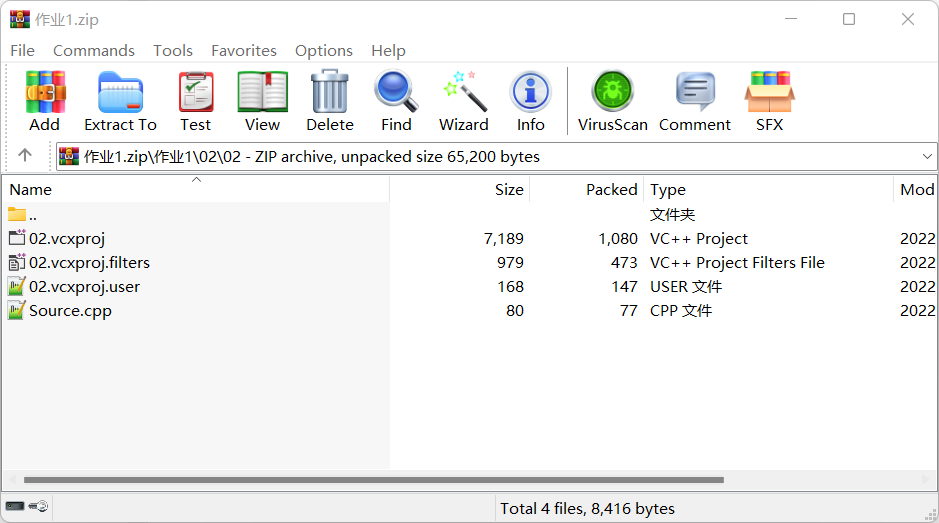 作业1.zip
File Commands Tools Favorites Options Help
Add Extract To Test View Delete Find Wizard Info VirusScan Comment SFX
作业1.zip\作业1\02\02 - ZIP archive, unpacked size 65,200 bytes
Name Size Packed Type Mod
.. 文件夹
02.vcxproj 7,189 1,080 VC++ Project 2022
02.vcxproj.filters 979 473 VC++ Project Filters File 2022
02.vcxproj.user 168 147 USER 文件 2022
Source.cpp 80 77 CPP 文件 2022
Total 4 files, 8,416 bytes